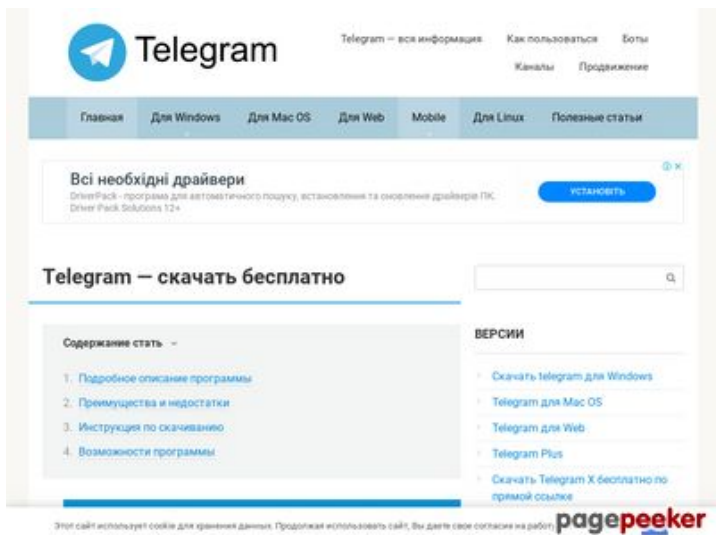 Telegram
Telegram — вся информация Как пользоваться Боты
Каналы Продвижение
Главная Для Windows Для Mac OS Для Web Mobile Для Linux Полезные статьи
Всі необхідні драйвери
DriverPack - програма для автоматичного пошуку, встановлення та оновлення драйверів ПК.
Driver Pack Solutions 12+
УСТАНОВІТЬ
Telegram — скачать бесплатно
Содержание стать
1. Подробное описание программы
2. Преимущества и недостатки
3. Инструкция по скачиванию
4. Возможности программы
ВЕРСИИ
Скачать telegram для Windows
Telegram для Mac OS
Telegram для Web
Telegram Plus
Скачать Telegram X бесплатно по
прямой ссылке
Этот сайт использует cookie для хранения данных. Продолжая использовать сайт, Вы даете свое согласие на работ
pagepeeker